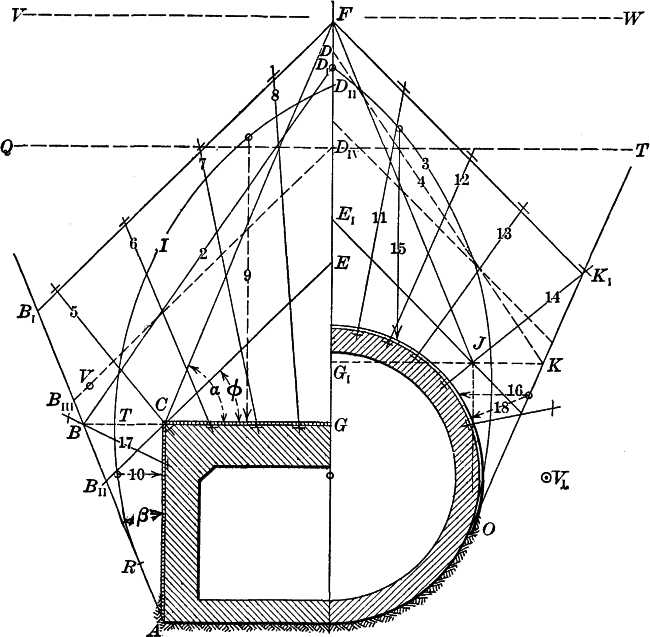 V F W
D
D_I
8 D_II
Q 7 D_IV T
3
4 12
11
6 I 2 E_I 13
15
9 E
5 14 K_I
B_I
V J
α ϕ G_I K
B_III 16
C 18
B T G
17
B_II 10 V_L
β O
R
A